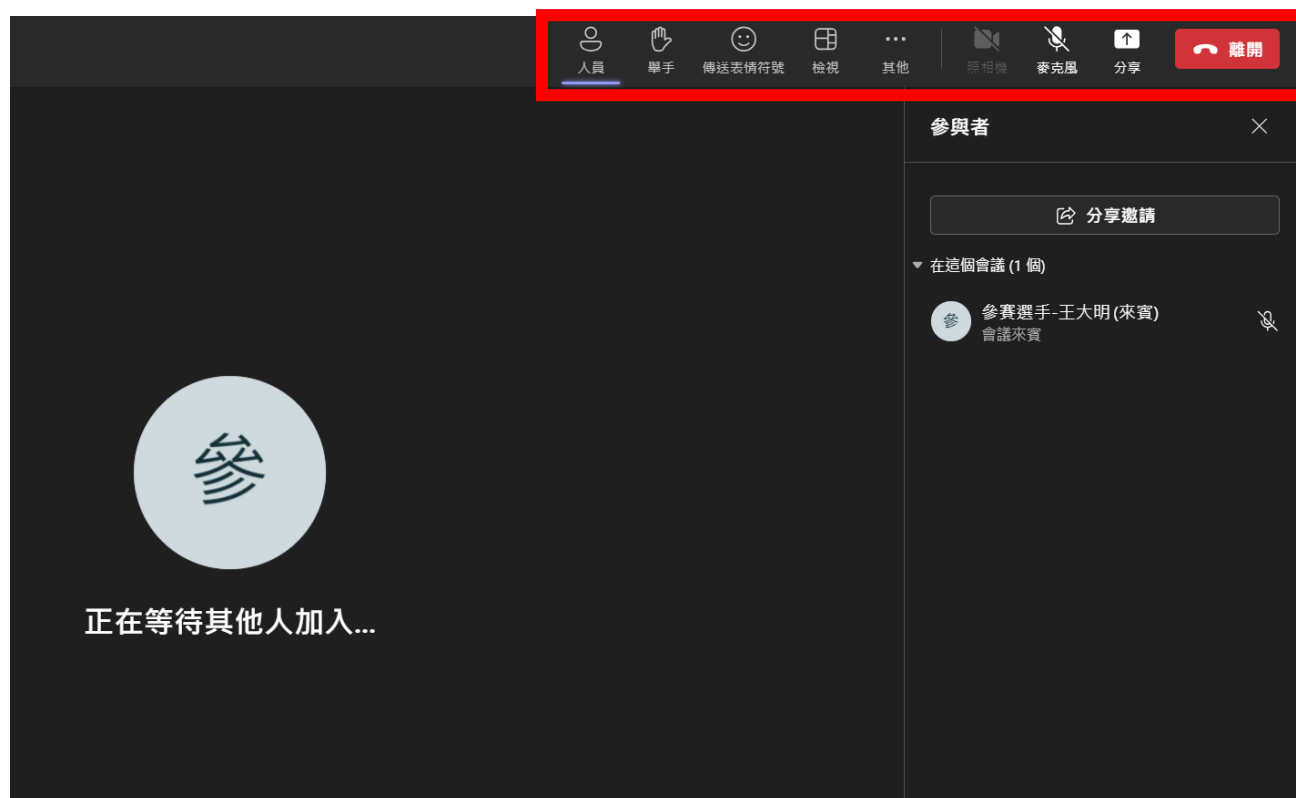 人員 舉手 傳送表情符號 檢視 其他 照相機 麥克風 分享 離開
參與者
分享邀請
在這個會議 (1 個)
參 參賽選手-王大明 (來賓)
會議來賓
參
正在等待其他人加入...